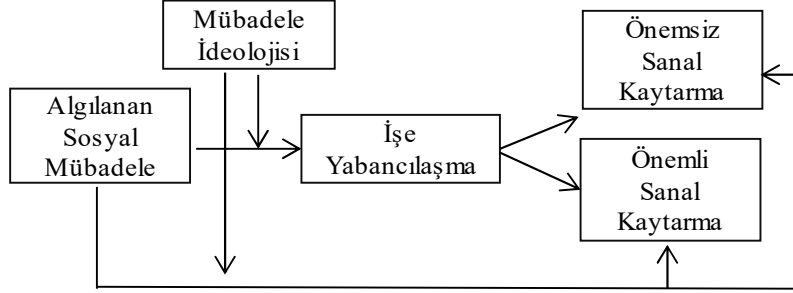 Mübadele
İdeolojisi
Önemsiz
Sanal
Kaytarma
Algılanan
Sosyal
Mübadele
İşe
Yabancılaşma
Önemli
Sanal
Kaytarma